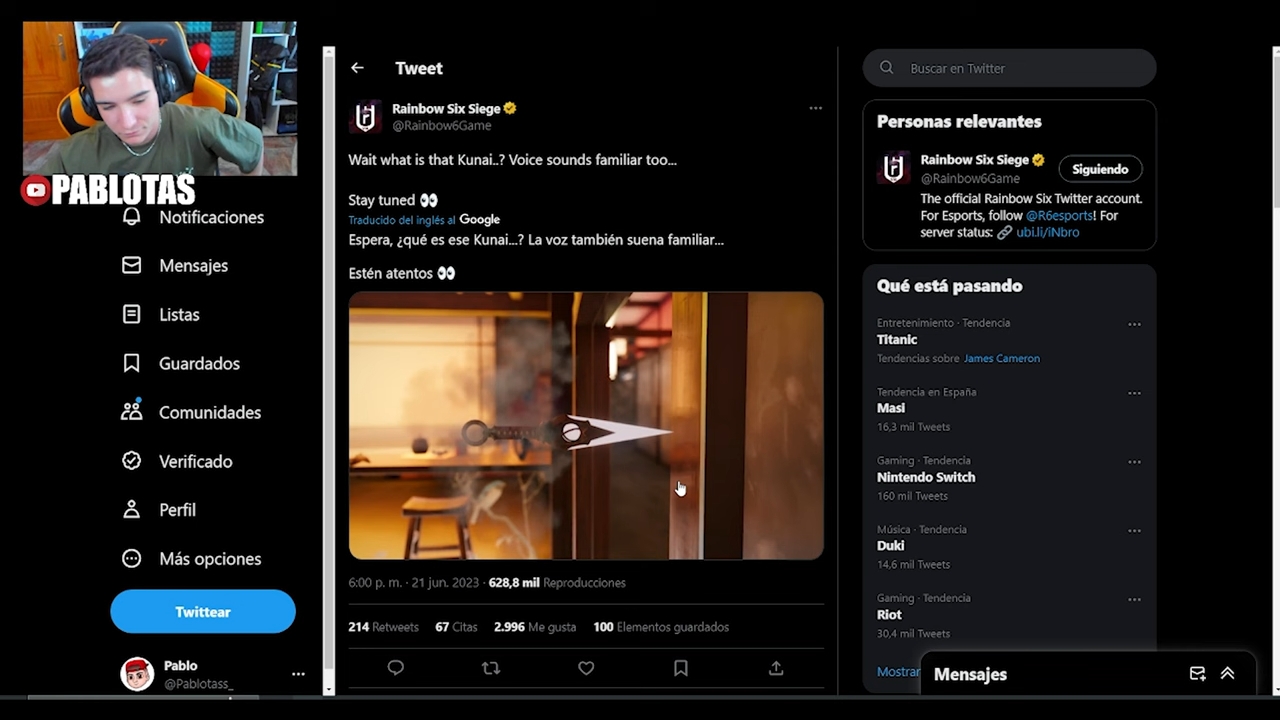 PABLOTAS
Notificaciones
Mensajes
Listas
Guardados
Comunidades
Verificado
Perfil
Más opciones
Twittear
Pablo
@Pablotass_
Tweet
Rainbow Six Siege
@Rainbow6Game
Wait what is that Kunai..? Voice sounds familiar too...
Stay tuned 👀
Traducido del inglés al Google
Espera, ¿qué es ese Kunai...? La voz también suena familiar...
Estén atentos 👀
6:00 p. m. · 21 jun. 2023 · 628,8 mil Reproducciones
214 Retweets 67 Citas 2.996 Me gusta 100 Elementos guardados
Buscar en Twitter
Personas relevantes
Rainbow Six Siege
@Rainbow6Game
Siguiendo
The official Rainbow Six Twitter account.
For Esports, follow @R6esports! For
server status: 🔗 ubi.li/iNbro
Qué está pasando
Entretenimiento · Tendencia
Titanic
Tendencias sobre James Cameron
Tendencia en España
Masi
16,3 mil Tweets
Gaming · Tendencia
Nintendo Switch
160 mil Tweets
Música · Tendencia
Duki
14,6 mil Tweets
Gaming · Tendencia
Riot
30,4 mil Tweets
Mostrar
Mensajes